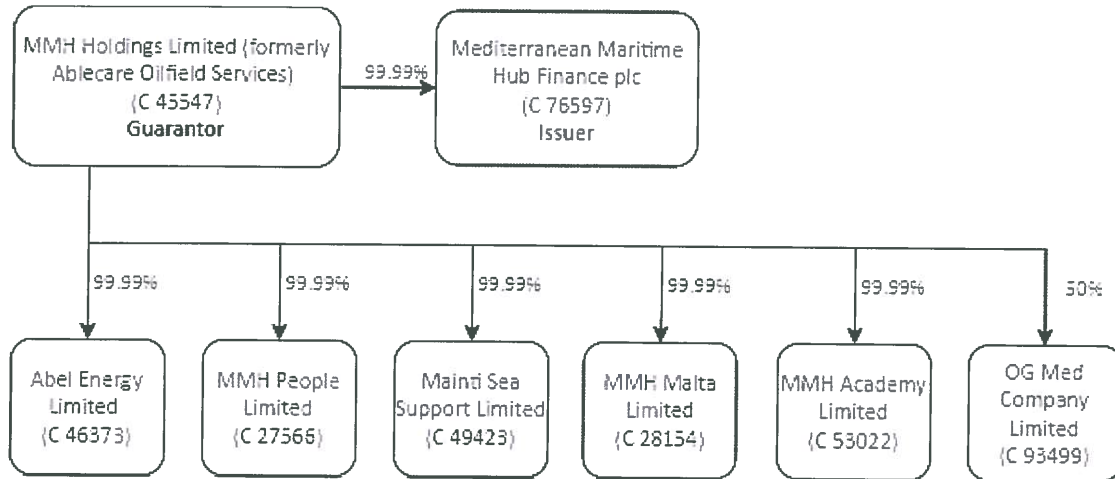 MMH Holdings Limited (formerly
Ablecare Oilfield Services)
(C 45547)
Guarantor
99.99%
Mediterranean Maritime
Hub Finance plc
(C 76597)
Issuer
99.99%
99.99%
99.99%
99.99%
99.99%
50%
Abel Energy
Limited
(C 46373)
MMH People
Limited
(C 27566)
Mainti Sea
Support Limited
(C 49423)
MMH Malta
Limited
(C 28154)
MMH Academy
Limited
(C 53022)
OG Med
Company
Limited
(C 93499)